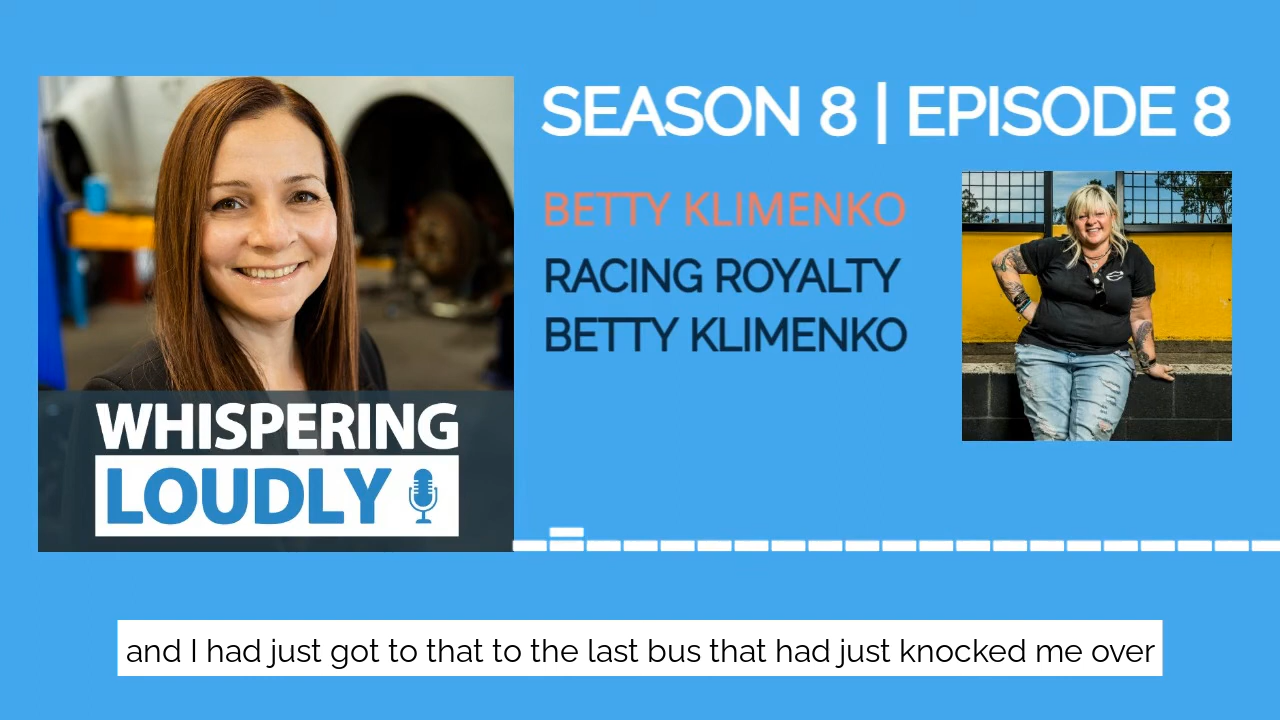 SEASON 8 | EPISODE 8
BETTY KLIMENKO
RACING ROYALTY
BETTY KLIMENKO
WHISPERING
LOUDLY
and I had just got to that to the last bus that had just knocked me over